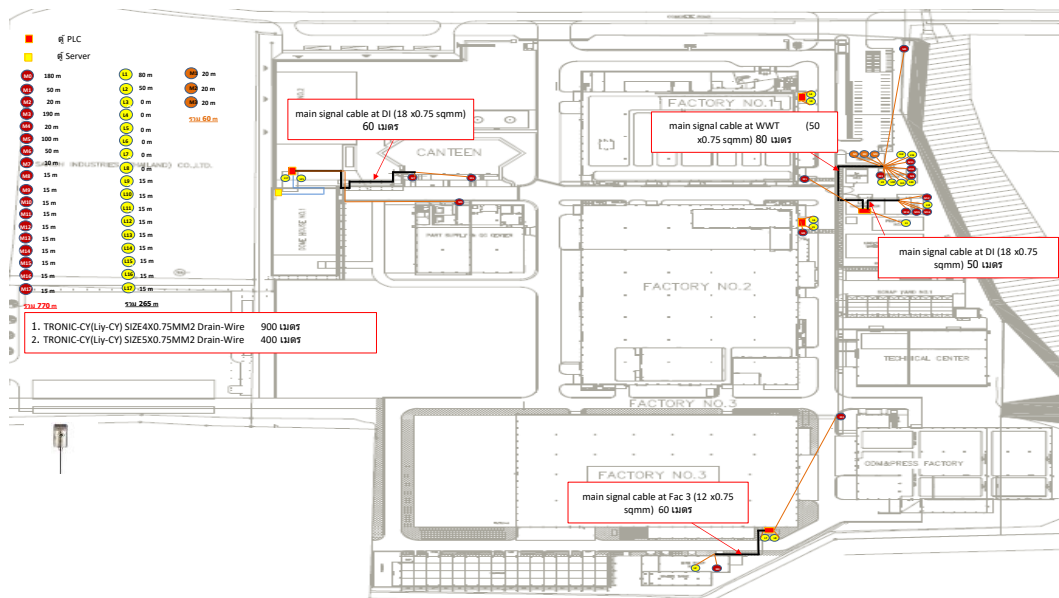 ตู้ PLC
ตู้ Server
M0 180 m
M1 50 m
M2 20 m
M3 190 m
M4 20 m
M5 100 m
M6 50 m
M7 10 m
M8 15 m
M9 15 m
M10 15 m
M11 15 m
M12 15 m
M13 15 m
M14 15 m
M15 15 m
M16 15 m
M17 15 m
รวม 770 m
L1 80 m
L2 50 m
L3 0 m
L4 0 m
L5 0 m
L6 0 m
L7 0 m
L8 0 m
L9 15 m
L10 15 m
L11 15 m
L12 15 m
L13 15 m
L14 15 m
L15 15 m
L16 15 m
L17 15 m
รวม 265 m
20 m
20 m
20 m
รวม 60 m
1. TRONIC-CY(Liy-CY) SIZE4X0.75MM2 Drain-Wire 900 เมตร
2. TRONIC-CY(Liy-CY) SIZE5X0.75MM2 Drain-Wire 400 เมตร
main signal cable at DI (18 x0.75 sqmm)
60 เมตร
CANTEEN
FACTORY NO.1
main signal cable at WWT (50
x0.75 sqmm) 80 เมตร
main signal cable at DI (18 x0.75
sqmm) 50 เมตร
FACTORY NO.2
TECHNICAL CENTER
FACTORY NO.3
FACTORY NO.3
main signal cable at Fac 3 (12 x0.75
sqmm) 60 เมตร
PRESS FACTORY